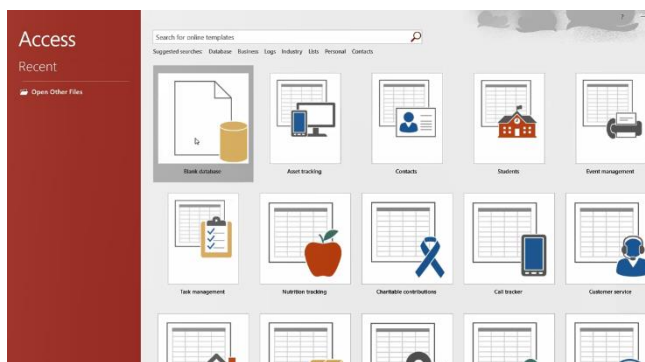 Access
Recent
Open Other Files
?
Search for online templates
Suggested searches: Database Business Logs Industry Lists Personal Contacts
Blank database Asset tracking Contacts Students Event management
Task management Nutrition tracking Charitable contributions Call tracker Customer service